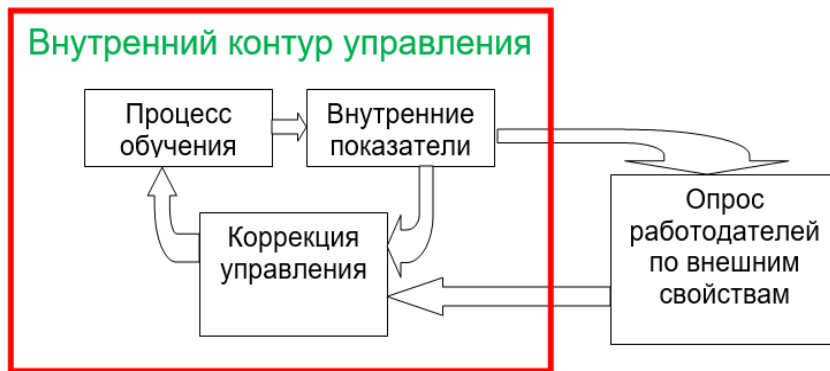 Внутренний контур управления
Процесс
обучения
Внутренние
показатели
Коррекция
управления
Опрос
работодателей
по внешним
свойствам